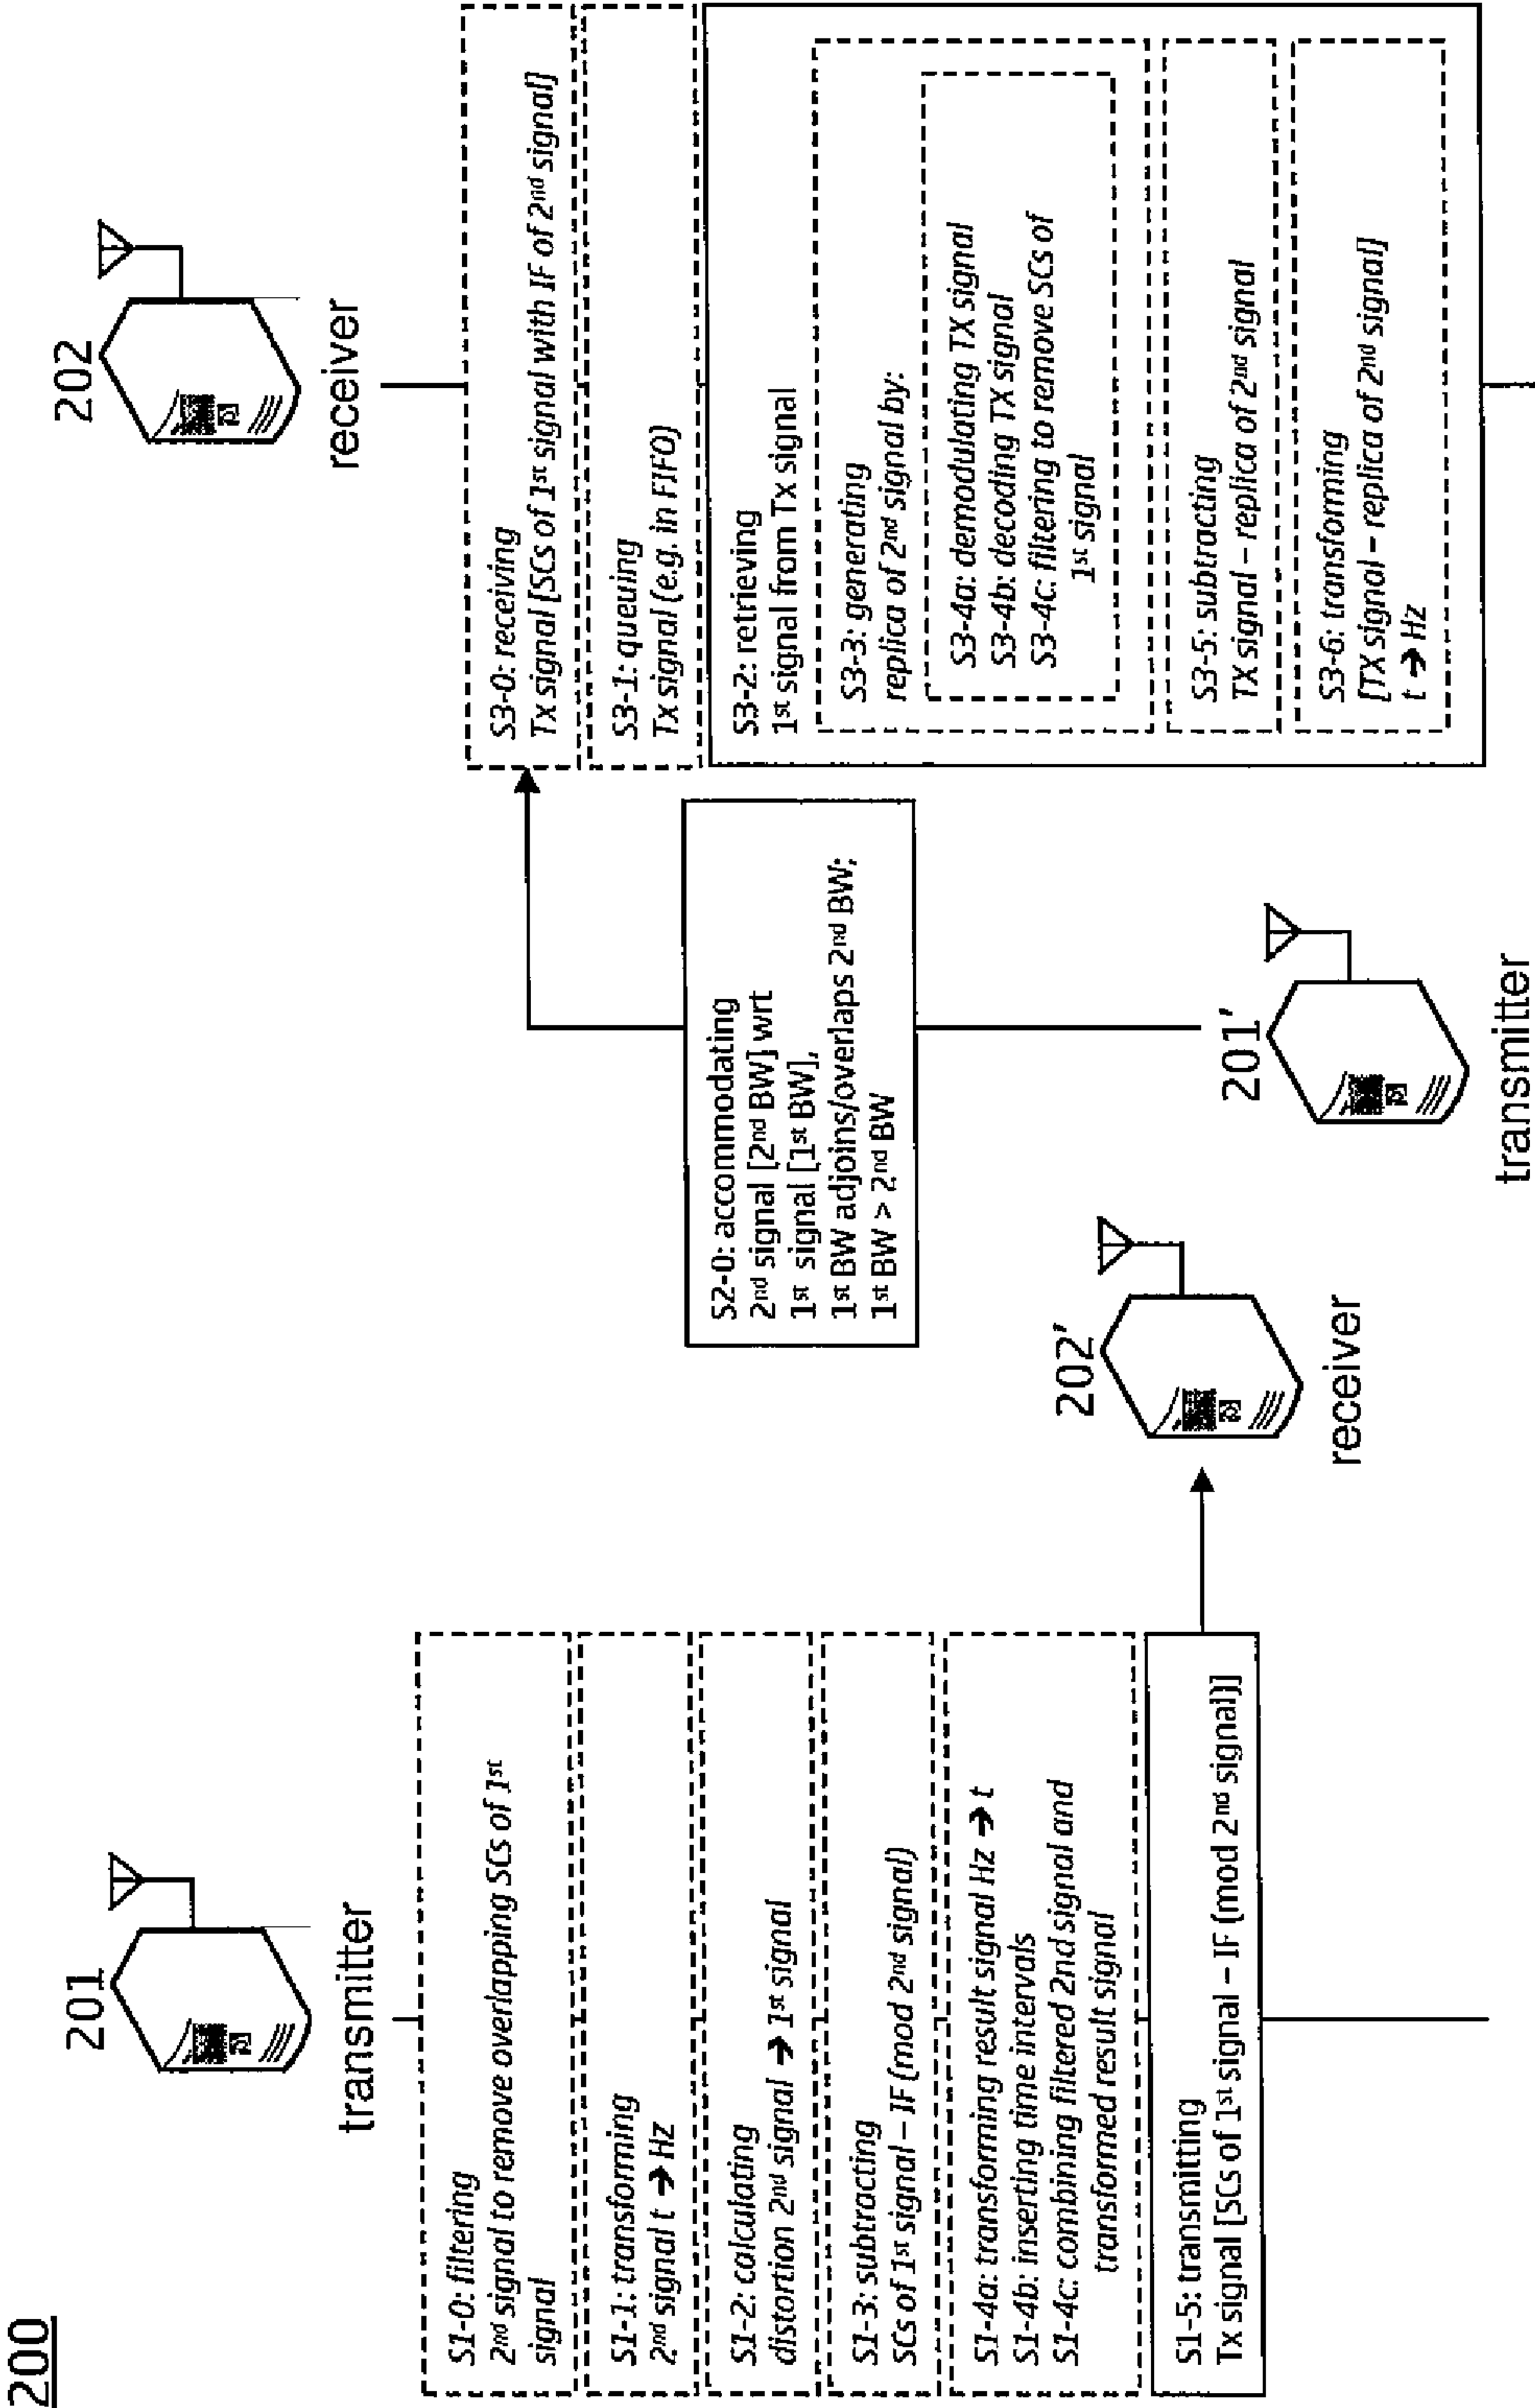 200
201
transmitter
S1-0: filtering
2nd signal to remove overlapping SCs of 1st
signal
S1-1: transforming
2nd signal t → Hz
S1-2: calculating
distortion 2nd signal → 1st signal
S1-3: subtracting
SCs of 1st signal – IF (mod 2nd signal)
S1-4a: transforming result signal Hz → t
S1-4b: inserting time intervals
S1-4c: combining filtered 2nd signal and
transformed result signal
S1-5: transmitting
Tx signal [SCs of 1st signal – IF (mod 2nd signal)]
202'
receiver
201'
transmitter
S2-0: accommodating
2nd signal [2nd BW] wrt
1st signal [1st BW],
1st BW adjoins/overlaps 2nd BW;
1st BW > 2nd BW
202
receiver
S3-0: receiving
Tx signal [SCs of 1st signal with IF of 2nd signal]
S3-1: queuing
Tx signal (e.g. in FIFO)
S3-2: retrieving
1st signal from Tx signal
S3-3: generating
replica of 2nd signal by:
S3-4a: demodulating TX signal
S3-4b: decoding TX signal
S3-4c: filtering to remove SCs of
1st signal
S3-5: subtracting
TX signal – replica of 2nd signal
S3-6: transforming
[TX signal – replica of 2nd signal]
t → Hz